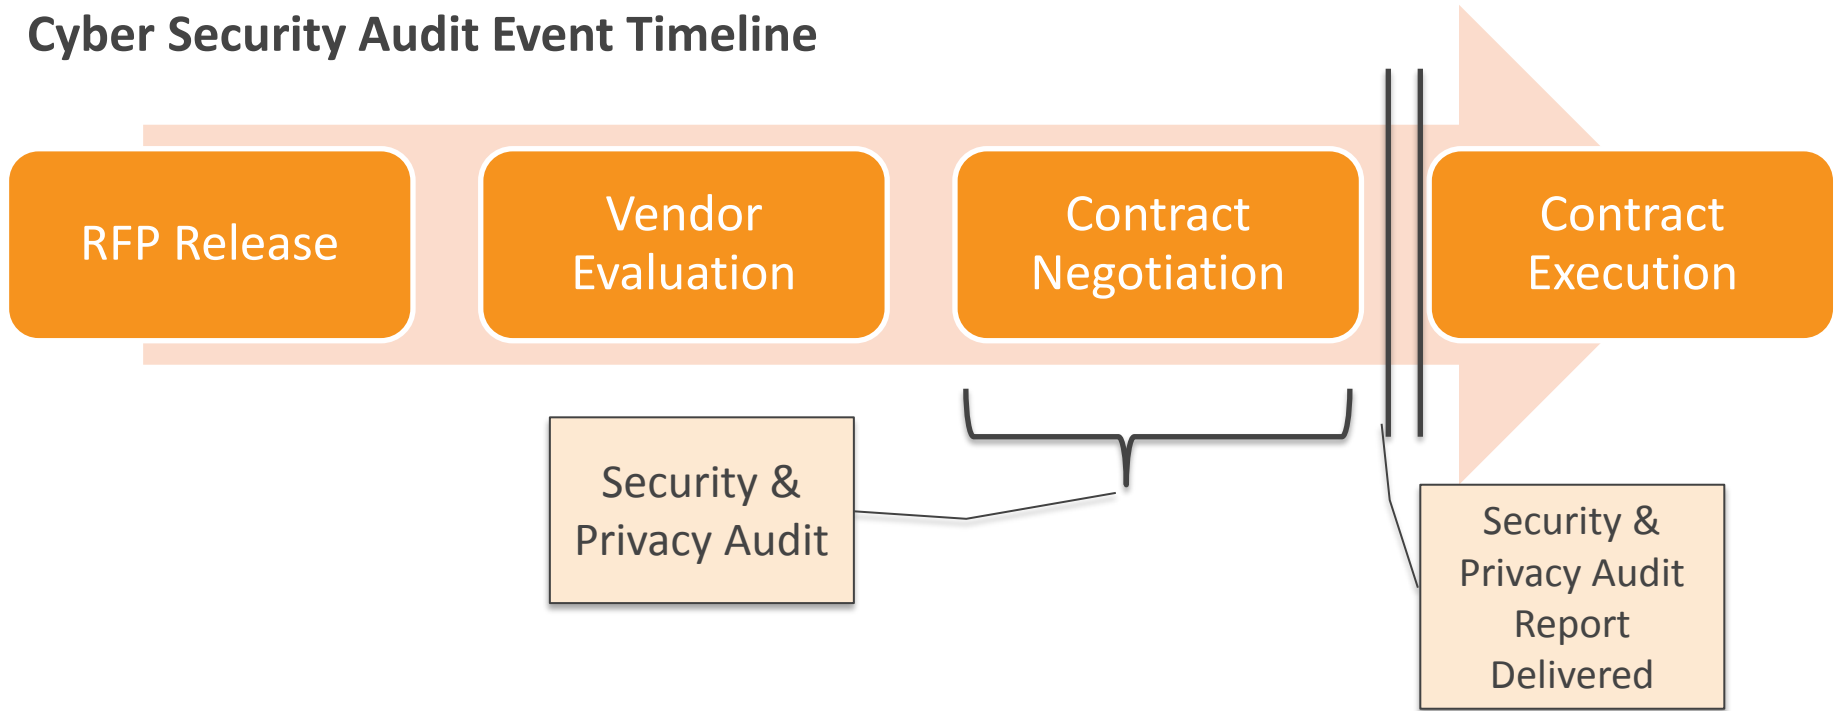 Cyber Security Audit Event Timeline
RFP Release
Vendor
Evaluation
Contract
Negotiation
Contract
Execution
Security &
Privacy Audit
Security &
Privacy Audit
Report
Delivered